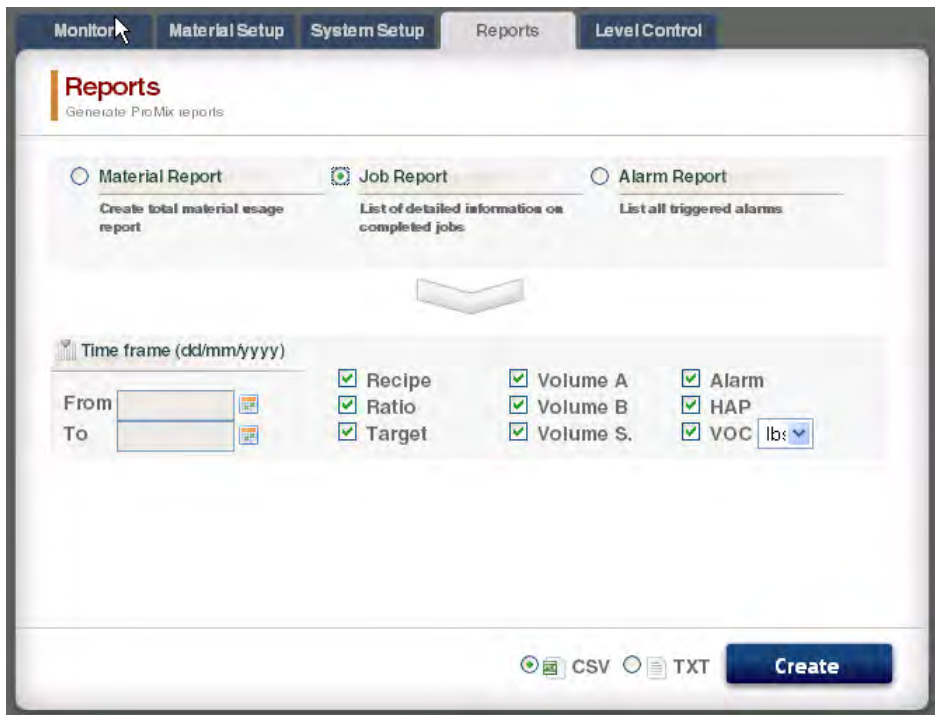 Monitor Material Setup System Setup Reports Level Control
Reports
Generate ProMix reports
Material Report Job Report Alarm Report
Create total material usage report
List of detailed information on completed jobs
List all triggered alarms
Time frame (dd/mm/yyyy)
From
To
Recipe Volume A Alarm
Ratio Volume B HAP
Target Volume S. VOC lbs
CSV TXT Create